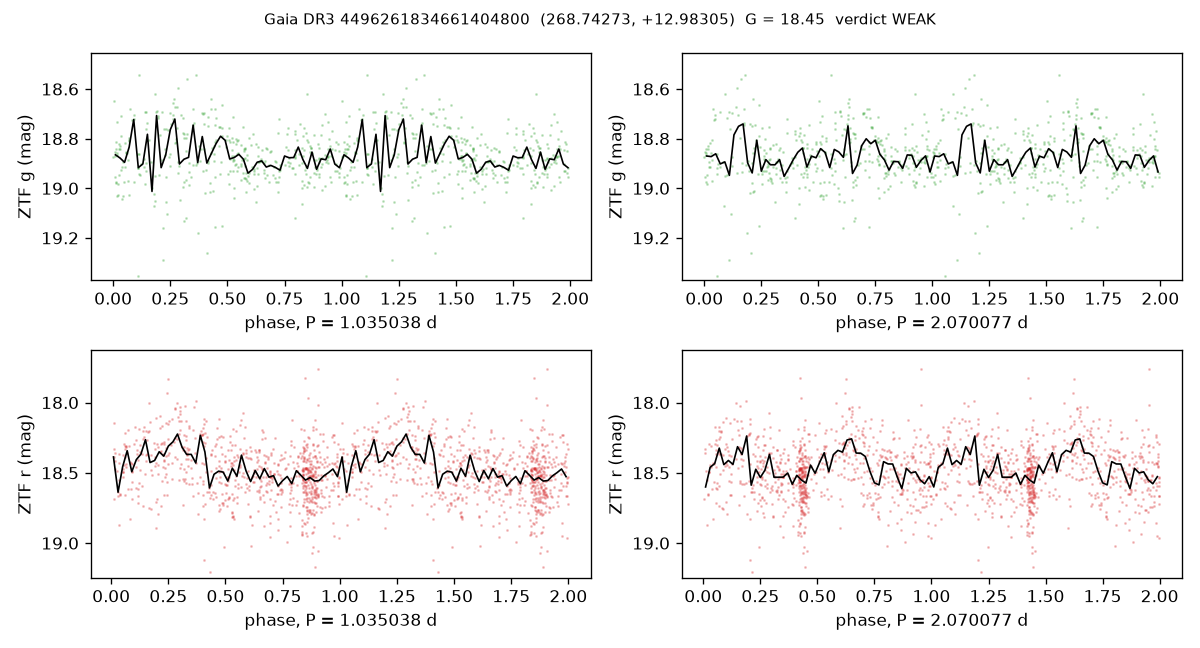 Gaia DR3 4496261834661404800  (268.74273, +12.98305)  G = 18.45  verdict WEAK
ZTF g (mag)
18.6
18.8
19.0
19.2
0.00 0.25 0.50 0.75 1.00 1.25 1.50 1.75 2.00
phase, P = 1.035038 d
ZTF g (mag)
18.6
18.8
19.0
19.2
0.00 0.25 0.50 0.75 1.00 1.25 1.50 1.75 2.00
phase, P = 2.070077 d
ZTF r (mag)
18.0
18.5
19.0
0.00 0.25 0.50 0.75 1.00 1.25 1.50 1.75 2.00
phase, P = 1.035038 d
ZTF r (mag)
18.0
18.5
19.0
0.00 0.25 0.50 0.75 1.00 1.25 1.50 1.75 2.00
phase, P = 2.070077 d